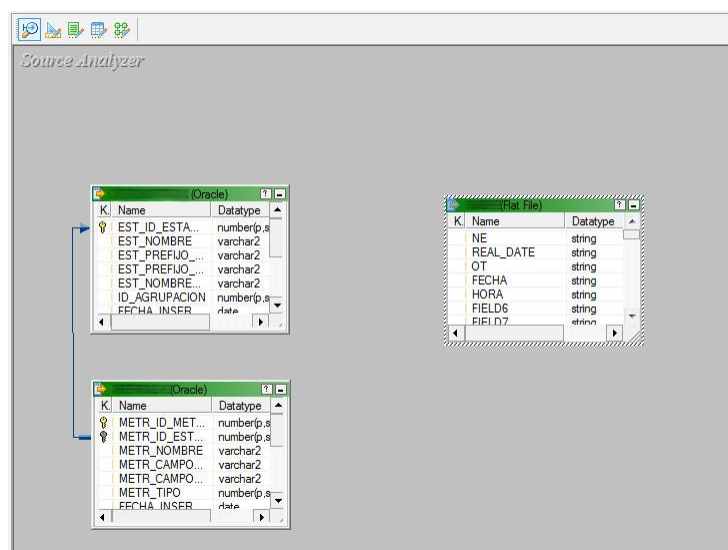 Source Analyzer
(Oracle)
K. Name Datatype
EST_ID_ESTA... number(p,s
EST_NOMBRE varchar2
EST_PREFIJO_... varchar2
EST_PREFIJO_... varchar2
EST_NOMBRE... varchar2
ID_AGRUPACION number(p,s
FECHA_INSER date
(Flat File)
K. Name Datatype
NE string
REAL_DATE string
OT string
FECHA string
HORA string
FIELD6 string
FIELD7 string
(Oracle)
K. Name Datatype
METR_ID_MET... number(p,s
METR_ID_EST... number(p,s
METR_NOMBRE varchar2
METR_CAMPO... varchar2
METR_CAMPO... varchar2
METR_TIPO number(p,s
FECHA_INSER date